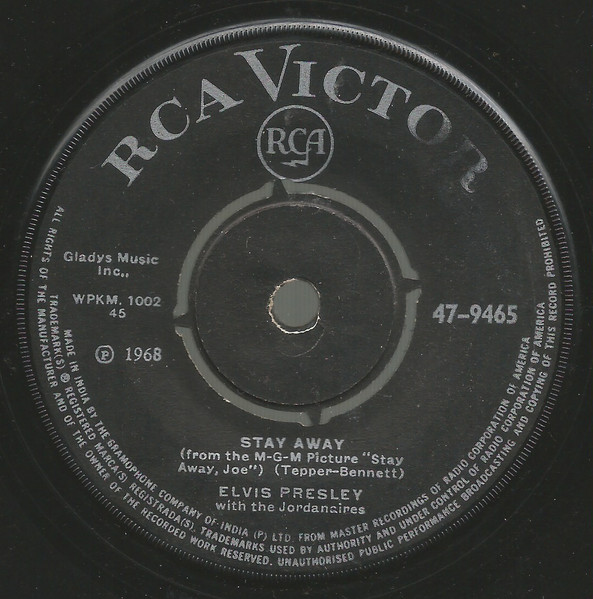 RCA VICTOR
RCA
Gladys Music
Inc.,
WPKM. 1002
45
47-9465
Ⓟ 1968
STAY AWAY
(from the M-G-M Picture "Stay
Away, Joe") (Tepper-Bennett)
ELVIS PRESLEY
with the Jordanaires
ALL RIGHTS OF THE MANUFACTURER AND OF THE OWNER OF THE RECORDED WORK RESERVED. UNAUTHORISED PUBLIC PERFORMANCE BROADCASTING AND COPYING OF THIS RECORD PROHIBITED
TRADEMARK(S) ® REGISTERED MARCA(S) REGISTRADA(S). TRADEMARKS USED BY AUTHORITY AND UNDER CONTROL OF RADIO CORPORATION OF AMERICA
MADE IN INDIA BY THE GRAMOPHONE COMPANY OF INDIA (P) LTD. FROM MASTER RECORDINGS OF RADIO CORPORATION OF AMERICA